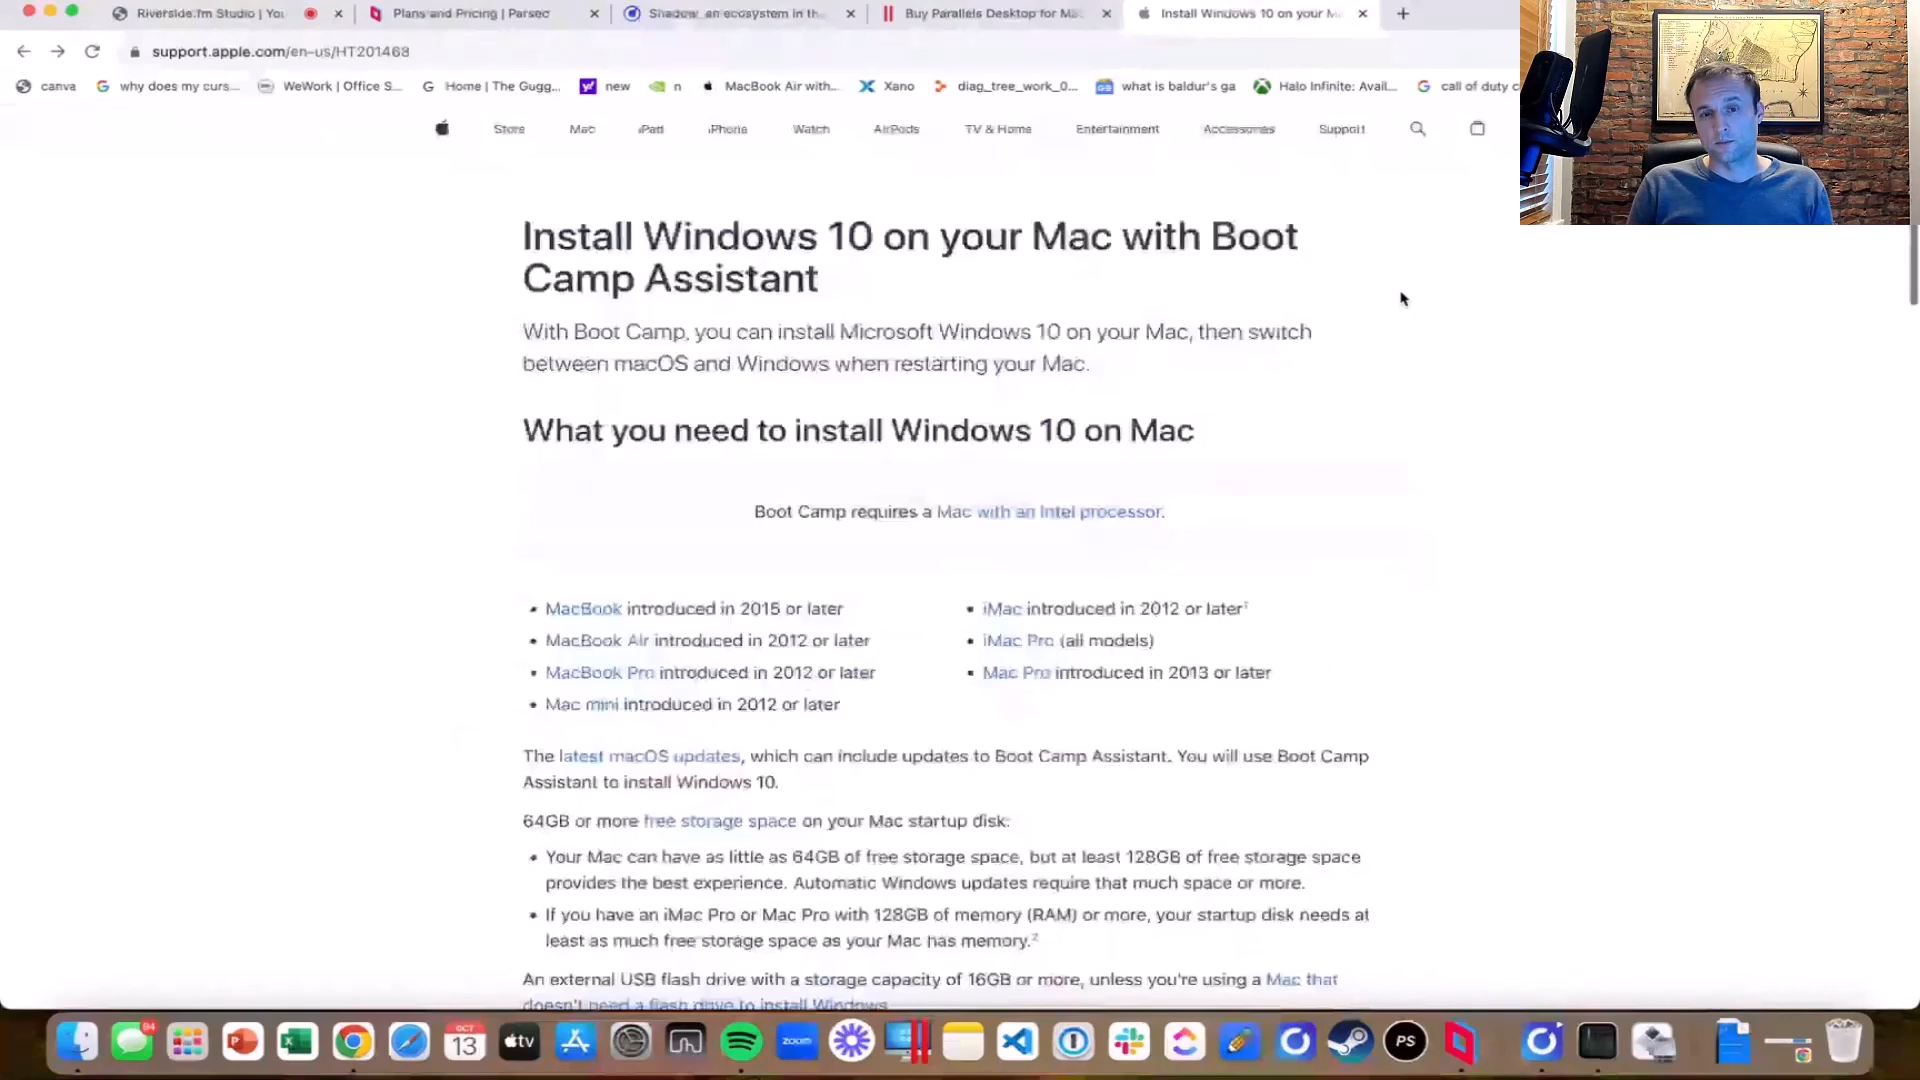 Riverside.fm Studio | You
Plans and Pricing | Parsec
Shadow, an ecosystem in th
Buy Parallels Desktop for Ma
Install Windows 10 on your M
support.apple.com/en-us/HT201468
canva
why does my curs...
WeWork | Office S...
Home | The Gugg...
new
n
MacBook Air with...
Xano
diag_tree_work_0...
what is baldur's ga
Halo Infinite: Avail...
call of duty c
Store
Mac
iPad
iPhone
Watch
AirPods
TV & Home
Entertainment
Accessories
Support
Install Windows 10 on your Mac with Boot
Camp Assistant
With Boot Camp, you can install Microsoft Windows 10 on your Mac, then switch
between macOS and Windows when restarting your Mac.
What you need to install Windows 10 on Mac
Boot Camp requires a Mac with an Intel processor.
• MacBook introduced in 2015 or later
• MacBook Air introduced in 2012 or later
• MacBook Pro introduced in 2012 or later
• Mac mini introduced in 2012 or later
• iMac introduced in 2012 or later¹
• iMac Pro (all models)
• Mac Pro introduced in 2013 or later
The latest macOS updates, which can include updates to Boot Camp Assistant. You will use Boot Camp
Assistant to install Windows 10.
64GB or more free storage space on your Mac startup disk:
• Your Mac can have as little as 64GB of free storage space, but at least 128GB of free storage space
provides the best experience. Automatic Windows updates require that much space or more.
• If you have an iMac Pro or Mac Pro with 128GB of memory (RAM) or more, your startup disk needs at
least as much free storage space as your Mac has memory.²
An external USB flash drive with a storage capacity of 16GB or more, unless you're using a Mac that
doesn't need a flash drive to install Windows
94
OCT
13
tv
zoom
PS